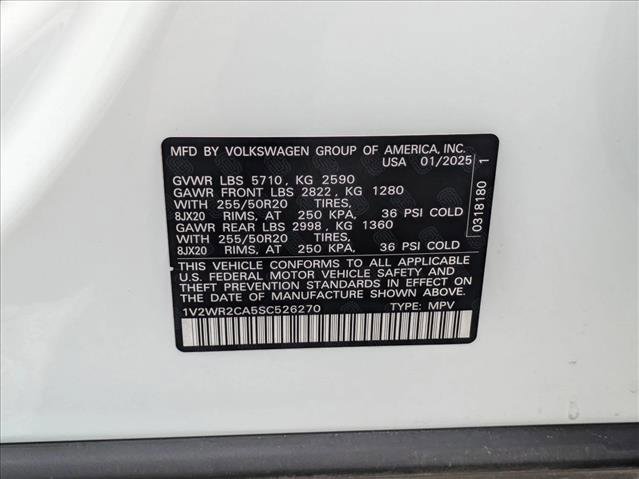 MFD BY VOLKSWAGEN GROUP OF AMERICA, INC.
USA 01/2025
GVWR LBS 5710, KG 2590
GAWR FRONT LBS 2822, KG 1280
255/50R20 TIRES,
8JX20 RIMS, AT 250 KPA, 36 PSI COLD
GAWR REAR LBS 2998, KG 1360
255/50R20 TIRES,
8JX20 RIMS, AT 250 KPA, 36 PSI COLD
THIS VEHICLE CONFORMS TO ALL APPLICABLE
U.S. FEDERAL MOTOR VEHICLE SAFETY AND
THEFT PREVENTION STANDARDS IN EFFECT ON
THE DATE OF MANUFACTURE SHOWN ABOVE
1V2WR2CA5SC526270 TYPE: MPV
0318180 1